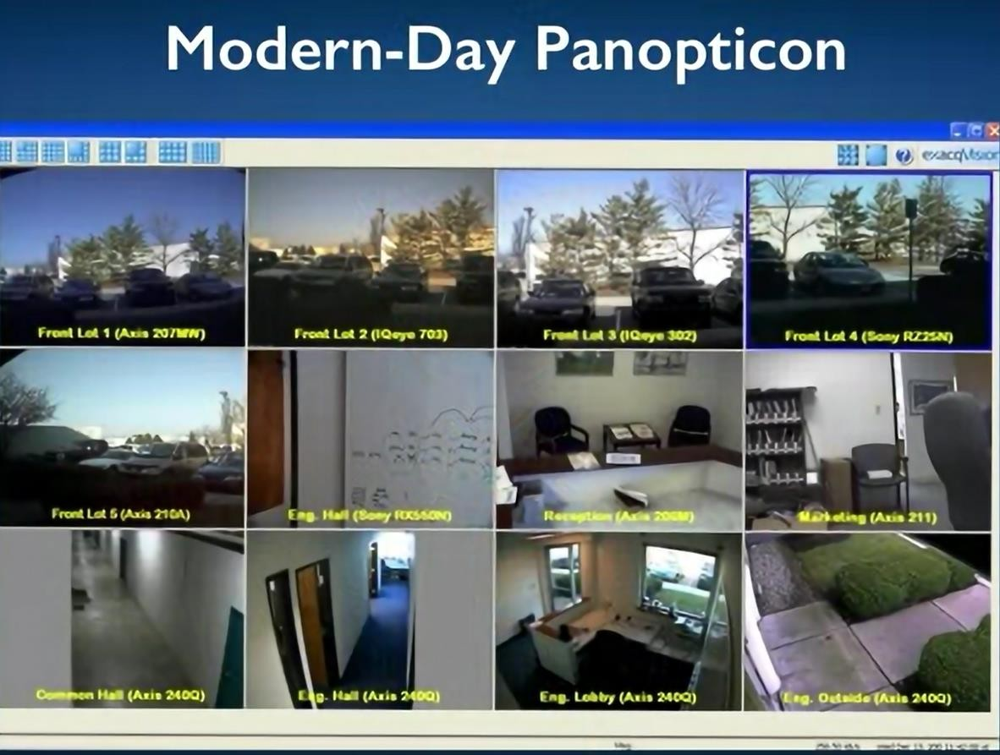 Modern-Day Panopticon
exacqVision
Front Lot 1 (Axis 207MW)
Front Lot 2 (IQeye 703)
Front Lot 3 (IQeye 302)
Front Lot 4 (Sony RZ25N)
Front Lot 5 (Axis 210A)
Eng. Hall (Sony RX550N)
Reception (Axis 206M)
Marketing (Axis 211)
Common Hall (Axis 240Q)
Eng. Hall (Axis 240Q)
Eng. Lobby (Axis 240Q)
Eng. Outside (Axis 240Q)